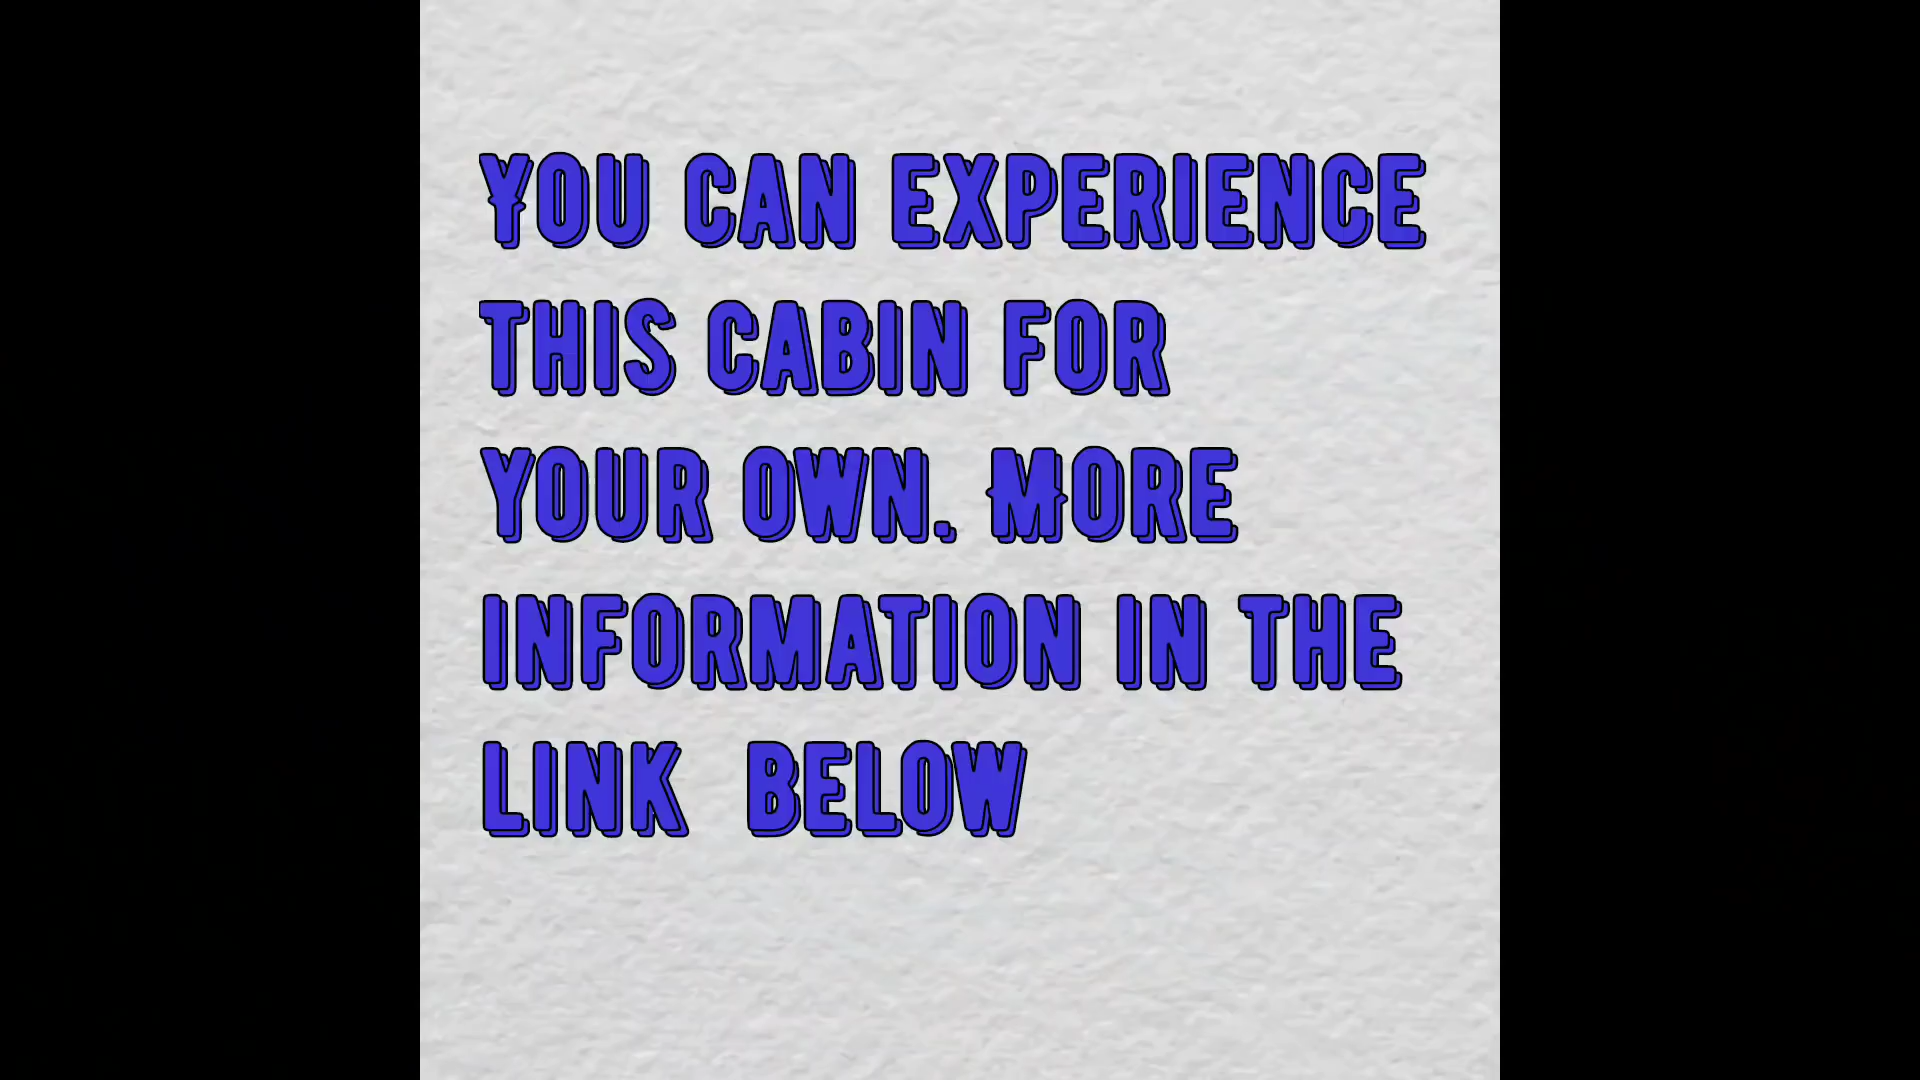 YOU CAN EXPERIENCE
THIS CABIN FOR
YOUR OWN. MORE
INFORMATION IN THE
LINK  BELOW